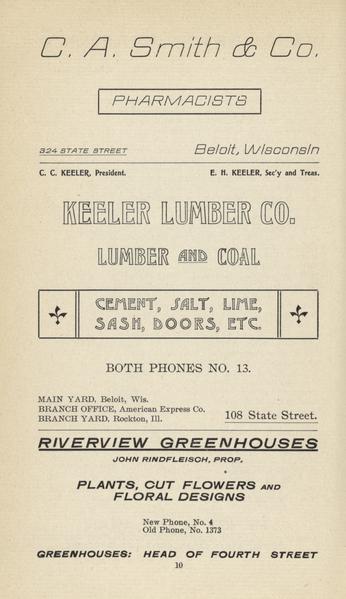 C. A. Smith & Co.
PHARMACISTS
324 STATE STREET Beloit, Wisconsin
C. C. KEELER, President. E. H. KEELER, Sec'y and Treas.
KEELER LUMBER CO.
LUMBER AND COAL
CEMENT, SALT, LIME,
SASH, DOORS, ETC.
BOTH PHONES NO. 13.
MAIN YARD, Beloit, Wis.
BRANCH OFFICE, American Express Co.
BRANCH YARD, Rockton, Ill. 108 State Street.
RIVERVIEW GREENHOUSES
JOHN RINDFLEISCH, PROP.
PLANTS, CUT FLOWERS AND
FLORAL DESIGNS
New Phone, No. 4
Old Phone, No. 1373
GREENHOUSES: HEAD OF FOURTH STREET
10